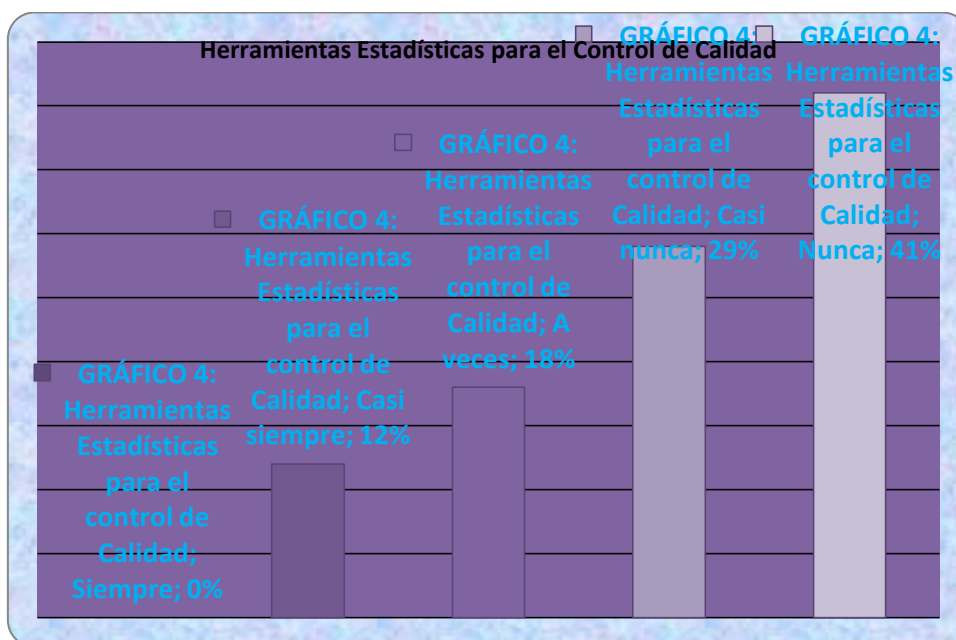 Herramientas Estadísticas para el Control de Calidad
GRÁFICO 4:
Herramientas
Estadísticas
para el
control de
Calidad;
Siempre; 0%
GRÁFICO 4:
Herramientas
Estadísticas
para el
control de
Calidad; Casi
siempre; 12%
GRÁFICO 4:
Herramientas
Estadísticas
para el
control de
Calidad; A
veces; 18%
GRÁFICO 4:
Herramientas
Estadísticas
para el
control de
Calidad; Casi
nunca; 29%
GRÁFICO 4:
Herramientas
Estadísticas
para el
control de
Calidad;
Nunca; 41%